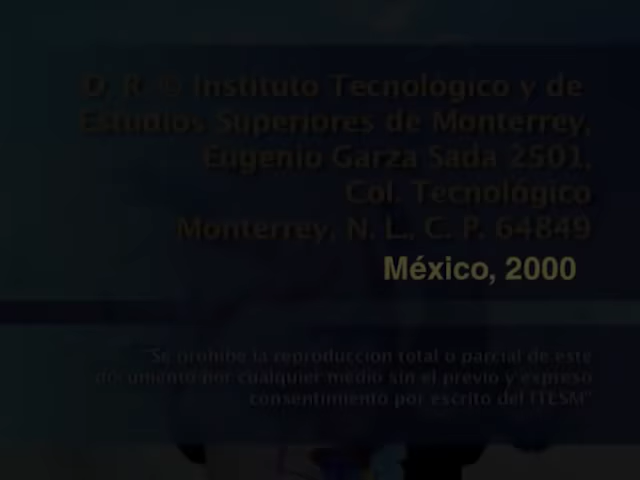 D. R. © Instituto Tecnológico y de
Estudios Superiores de Monterrey,
Eugenio Garza Sada 2501,
Col. Tecnológico
Monterrey, N. L. C. P. 64849
México, 2000
"Se prohíbe la reproducción total o parcial de este
documento por cualquier medio sin el previo y expreso
consentimiento por escrito del ITESM"